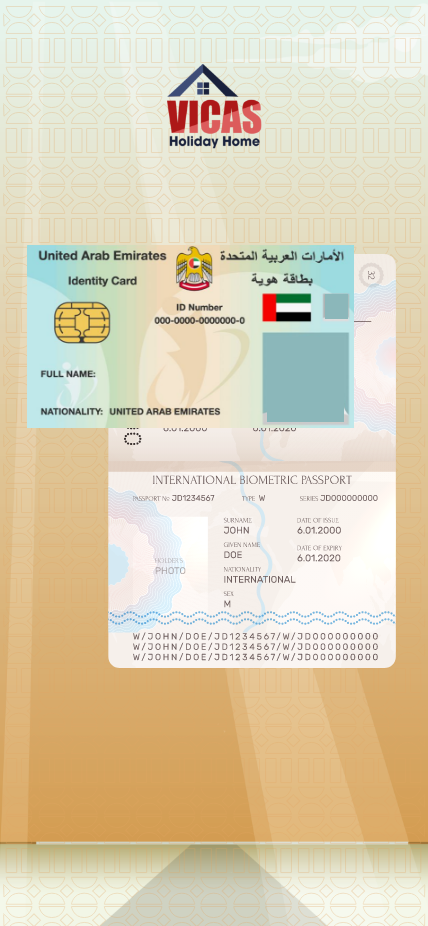 VICAS
Holiday Home
United Arab Emirates
الأمارات العربية المتحدة
Identity Card
بطاقة هوية
ID Number
000-0000-0000000-0
FULL NAME:
NATIONALITY: UNITED ARAB EMIRATES
32
6.01.2000 6.01.2020
INTERNATIONAL BIOMETRIC PASSPORT
PASSPORT No JD1234567 TYPE W SERIES JD000000000
SURNAME
JOHN
DATE OF ISSUE
6.01.2000
GIVEN NAME
DOE
DATE OF EXPIRY
6.01.2020
NATIONALITY
INTERNATIONAL
SEX
M
HOLDER'S
PHOTO
W/JOHN/DOE/JD1234567/W/JD000000000
W/JOHN/DOE/JD1234567/W/JD000000000
W/JOHN/DOE/JD1234567/W/JD000000000